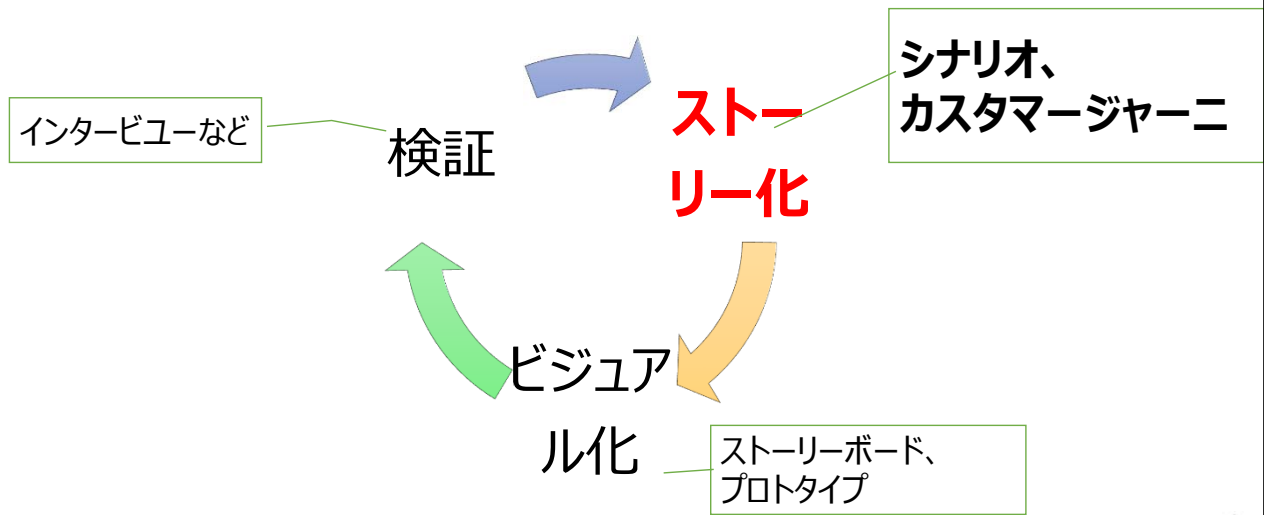 シナリオ、
カスタマージャーニ
ストー
リー化
インタービユーなど
検証
ビジュア
ル化
ストーリーボード、
プロトタイプ